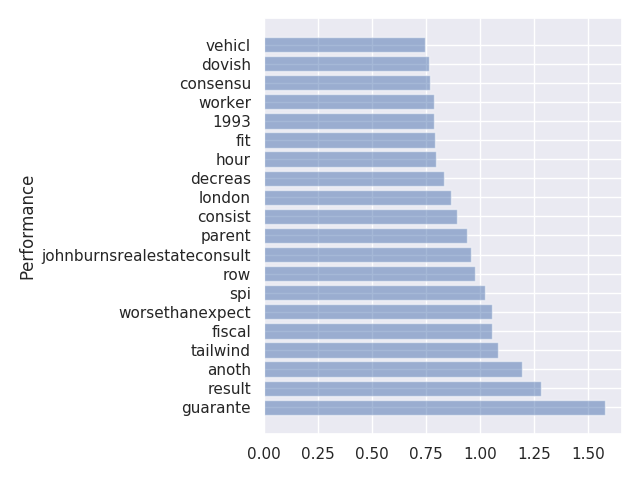 vehicl
dovish
consensu
worker
1993
fit
hour
decreas
london
consist
parent
johnburnsrealestateconsult
row
spi
worsethanexpect
fiscal
tailwind
anoth
result
guarante
Performance
0.00 0.25 0.50 0.75 1.00 1.25 1.50